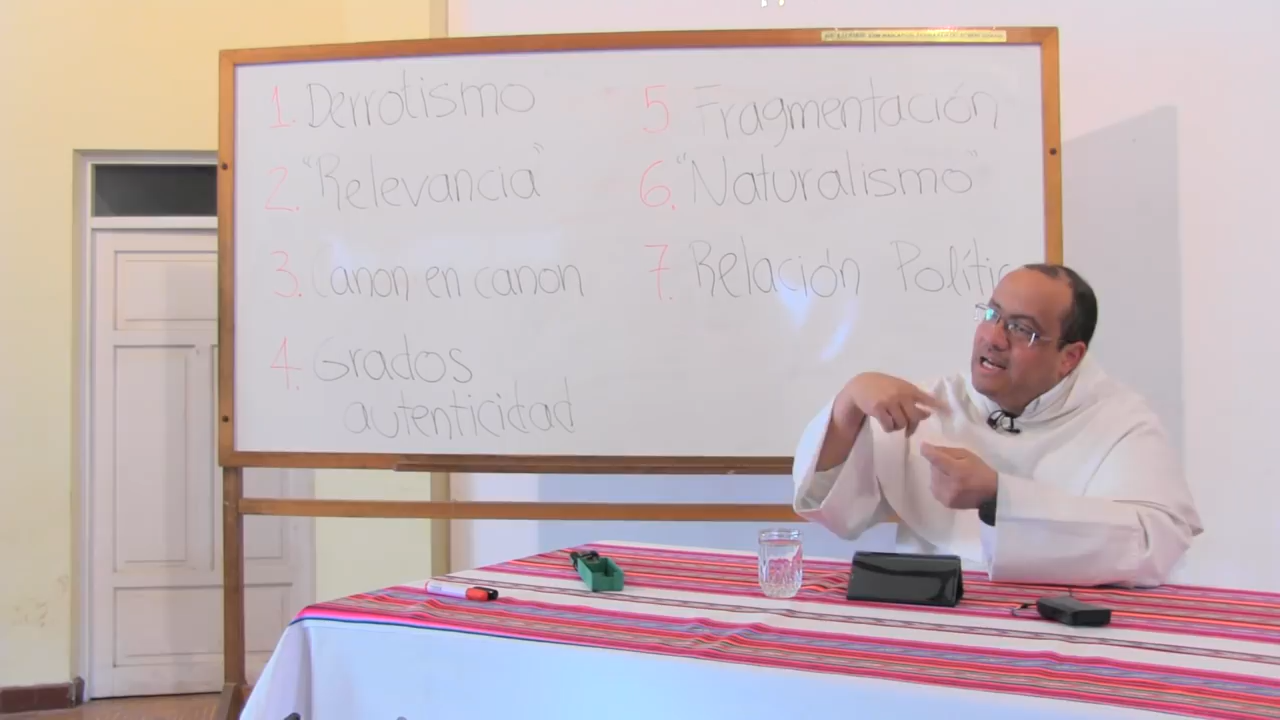 1. Derrotismo
2. "Relevancia"
3. Canon en canon
4. Grados
autenticidad
5 Fragmentación
6. "Naturalismo"
7. Relación